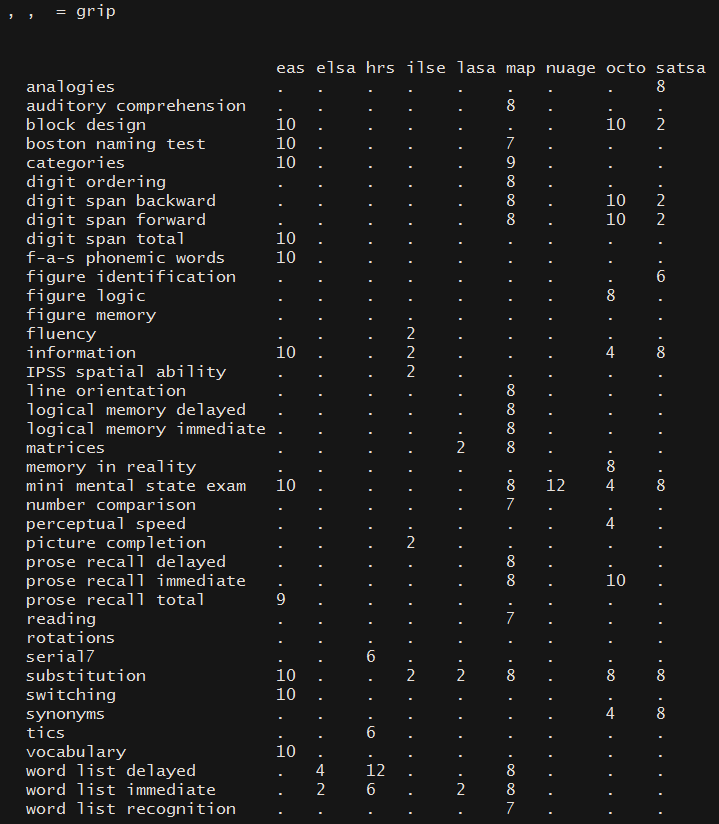 , ,  = grip
eas elsa hrs ilse lasa map nuage octo satsa
analogies . . . . . . . . 8
auditory comprehension . . . . . 8 . . .
block design 10 . . . . . . 10 2
boston naming test 10 . . . . 7 . . .
categories 10 . . . . 9 . . .
digit ordering . . . . . 8 . . .
digit span backward . . . . . 8 . 10 2
digit span forward . . . . . 8 . 10 2
digit span total 10 . . . . . . . .
f-a-s phonemic words 10 . . . . . . . .
figure identification . . . . . . . . 6
figure logic . . . . . . . 8 .
figure memory . . . . . . . . .
fluency . . . 2 . . . . .
information 10 . . 2 . . . 4 8
IPSS spatial ability . . . 2 . . . . .
line orientation . . . . . 8 . . .
logical memory delayed . . . . . 8 . . .
logical memory immediate . . . . . 8 . . .
matrices . . . . 2 8 . . .
memory in reality . . . . . . . 8 .
mini mental state exam 10 . . . . 8 12 4 8
number comparison . . . . . 7 . . .
perceptual speed . . . . . . . 4 .
picture completion . . . 2 . . . . .
prose recall delayed . . . . . 8 . . .
prose recall immediate . . . . . 8 . 10 .
prose recall total 9 . . . . . . . .
reading . . . . . 7 . . .
rotations . . . . . . . . .
serial7 . . 6 . . . . . .
substitution 10 . . 2 2 8 . 8 8
switching 10 . . . . . . . .
synonyms . . . . . . . 4 8
tics . . 6 . . . . . .
vocabulary 10 . . . . . . . .
word list delayed . 4 12 . . 8 . . .
word list immediate . 2 6 . 2 8 . . .
word list recognition . . . . . 7 . . .